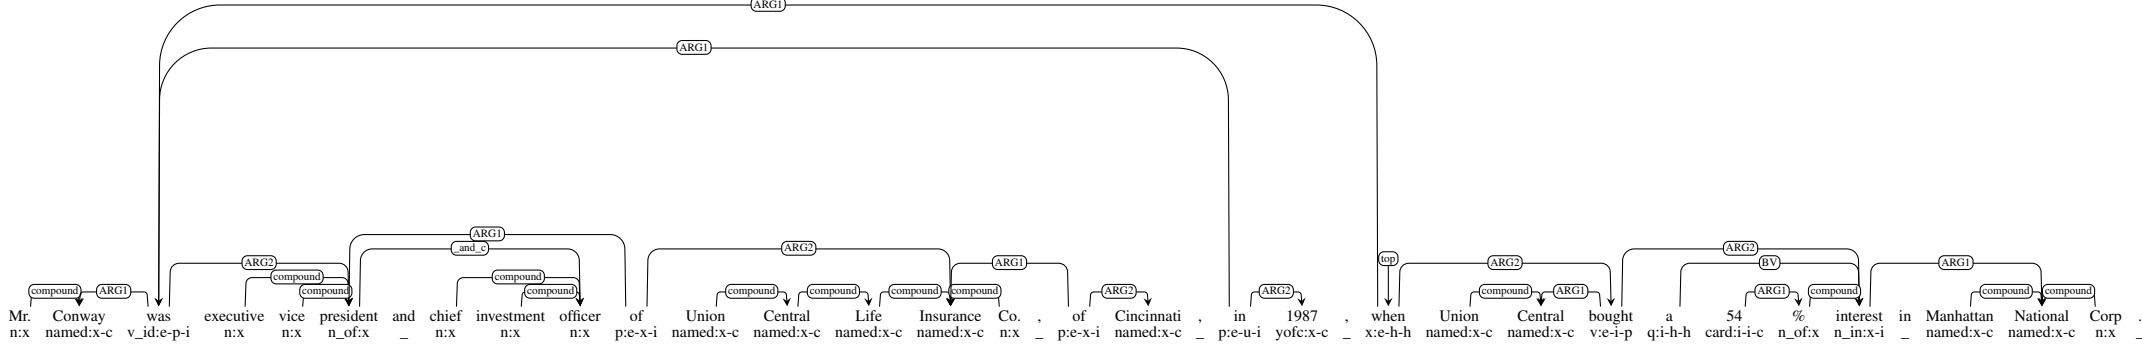 ARG1
ARG1
ARG1
_and_c ARG2 ARG2
ARG2 ARG1 top ARG2 BV ARG1
compound compound
compound ARG1 compound compound compound compound compound compound ARG2 ARG2 compound ARG1 ARG1 compound compound compound
Mr. Conway was executive vice president and chief investment officer of Union Central Life Insurance Co. , of Cincinnati , in 1987 , when Union Central bought a 54 % interest in Manhattan National Corp .
n:x named:x-c v_id:e-p-i n:x n:x n_of:x _ n:x n:x n:x p:e-x-i named:x-c named:x-c named:x-c named:x-c n:x _ p:e-x-i named:x-c _ p:e-u-i yofc:x-c _ x:e-h-h named:x-c named:x-c v:e-i-p q:i-h-h card:i-i-c n_of:x n_in:x-i _ named:x-c named:x-c n:x _